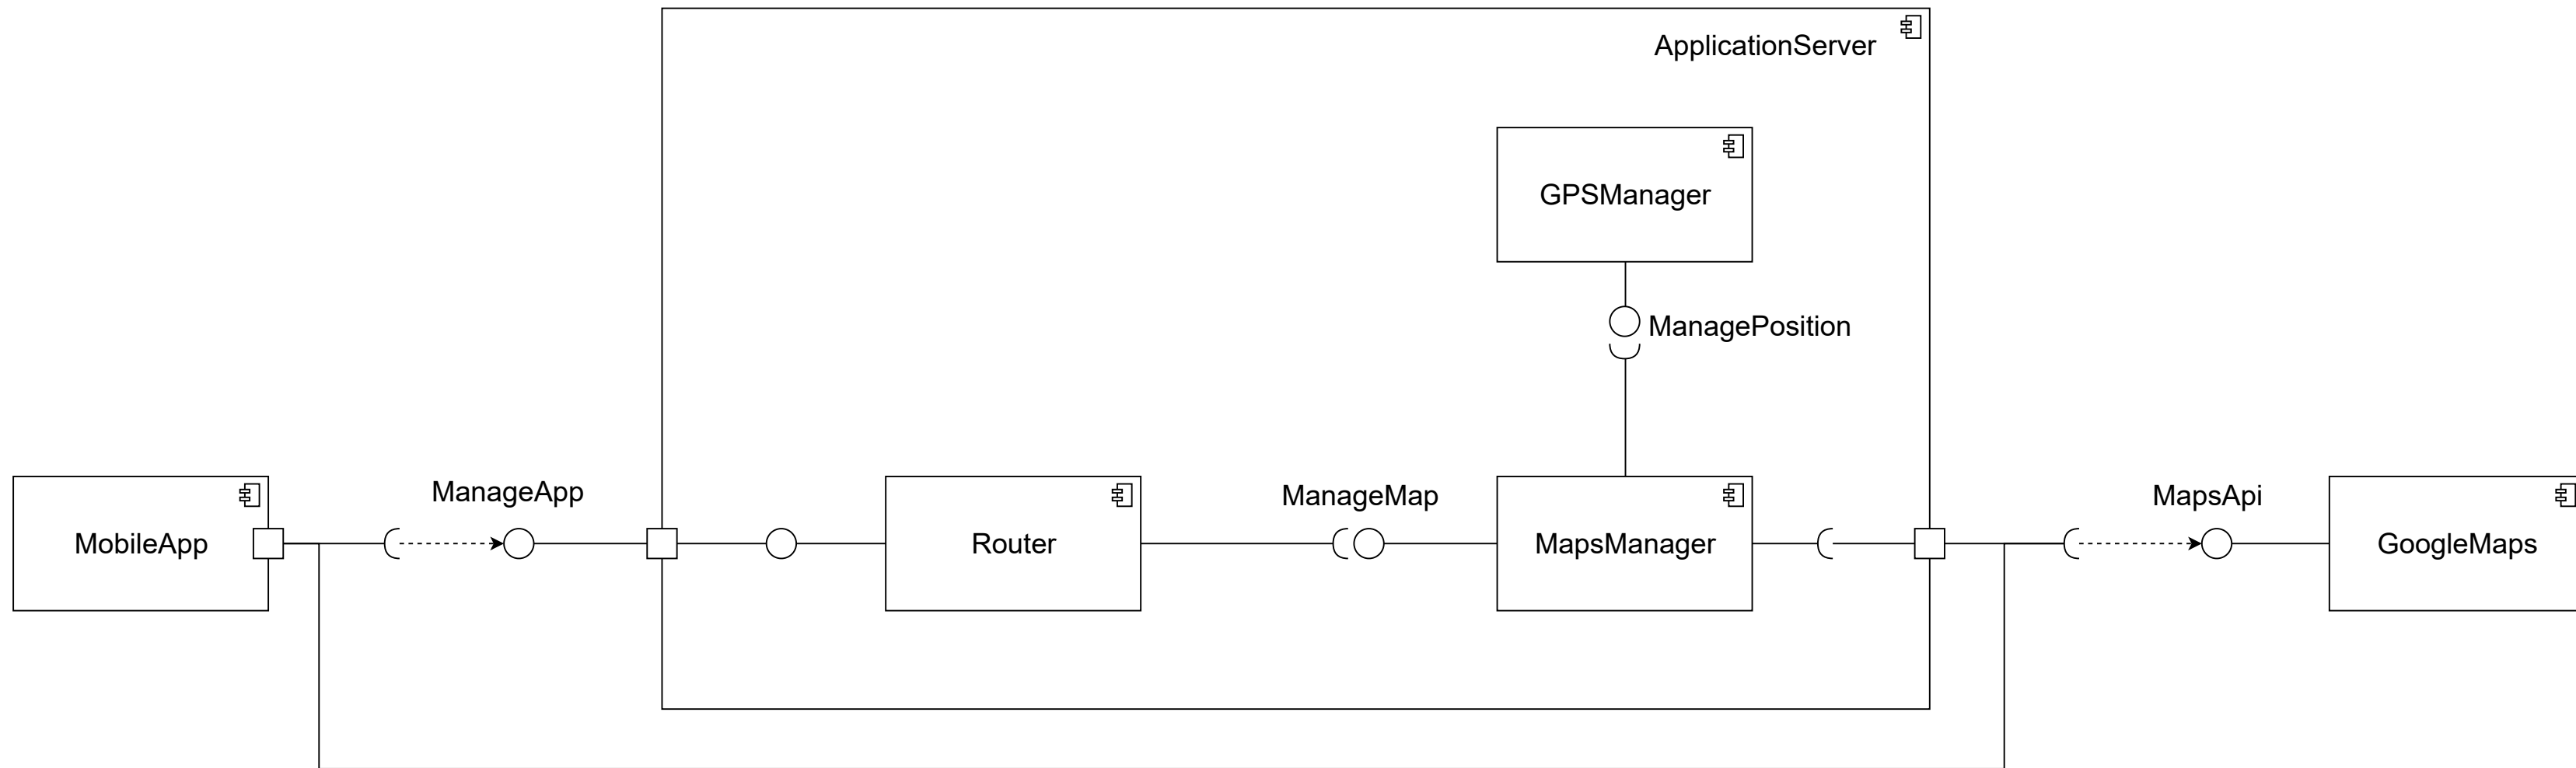 ApplicationServer
GPSManager
ManagePosition
ManageApp
ManageMap
MapsApi
MobileApp
Router
MapsManager
GoogleMaps